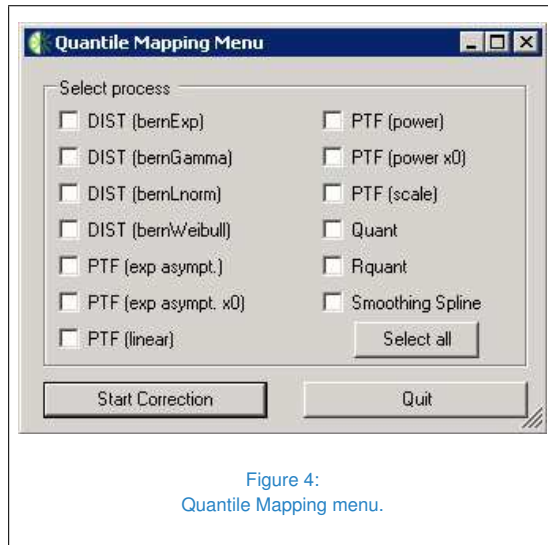 Quantile Mapping Menu
Select process
DIST (bernExp)
DIST (bernGamma)
DIST (bernLnorm)
DIST (bernWeibull)
PTF (exp asympt.)
PTF (exp asympt. x0)
PTF (linear)
PTF (power)
PTF (power x0)
PTF (scale)
Quant
Rquant
Smoothing Spline
Select all
Start Correction
Quit
Figure 4:
Quantile Mapping menu.